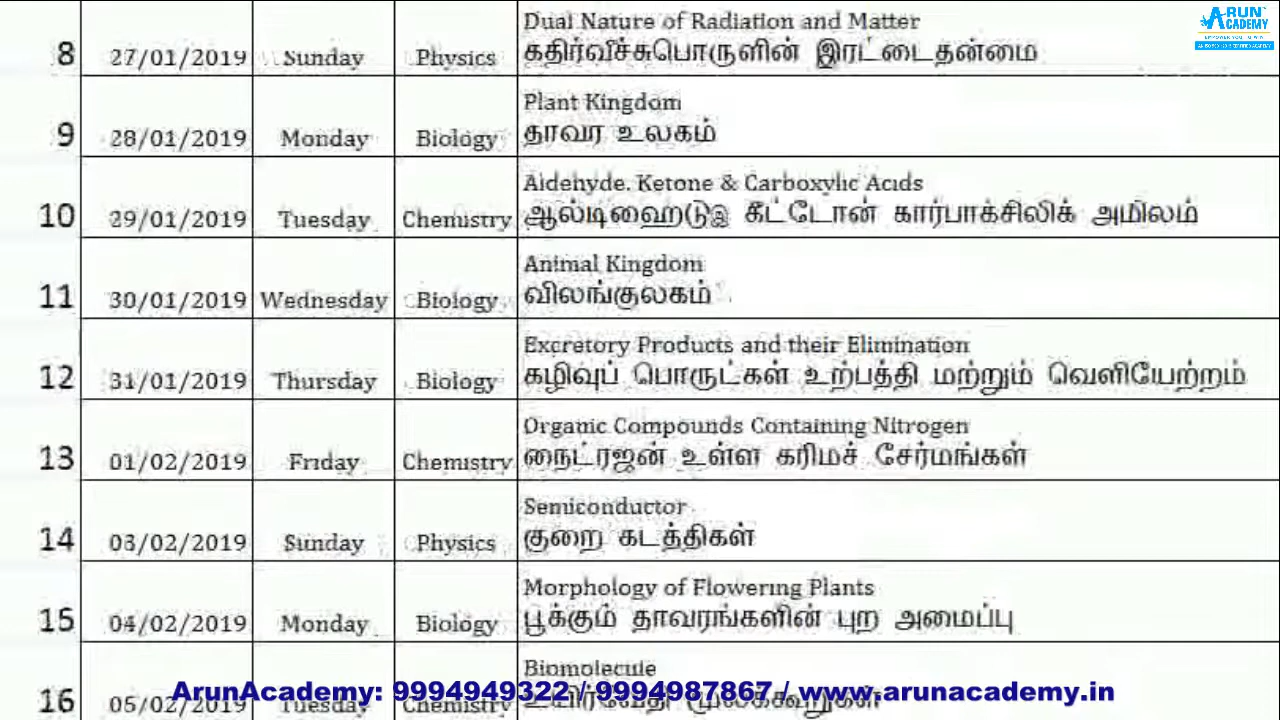 ARUN
ACADEMY
Dual Nature of Radiation and Matter
8 27/01/2019 Sunday Physics கதிர்வீச்சுபொருளின் இரட்டைதன்மை
Plant Kingdom
9 28/01/2019 Monday Biology தாவர உலகம்
Aldehyde, Ketone & Carboxylic Acids
10 29/01/2019 Tuesday Chemistry ஆல்டிஹைடுஇ கீட்டோன் கார்பாக்சிலிக் அமிலம்
Animal Kingdom
11 30/01/2019 Wednesday Biology விலங்குலகம்
Excretory Products and their Elimination
12 31/01/2019 Thursday Biology கழிவுப் பொருட்கள் உற்பத்தி மற்றும் வெளியேற்றம்
Organic Compounds Containing Nitrogen
13 01/02/2019 Friday Chemistry நைட்ரஜன் உள்ள கரிமச் சேர்மங்கள்
Semiconductor
14 03/02/2019 Sunday Physics குறை கடத்திகள்
Morphology of Flowering Plants
15 04/02/2019 Monday Biology பூக்கும் தாவரங்களின் புற அமைப்பு
Biomolecule
16 05/02/2019 Tuesday Chemistry
ArunAcademy: 9994949322 / 9994987867 / www.arunacademy.in